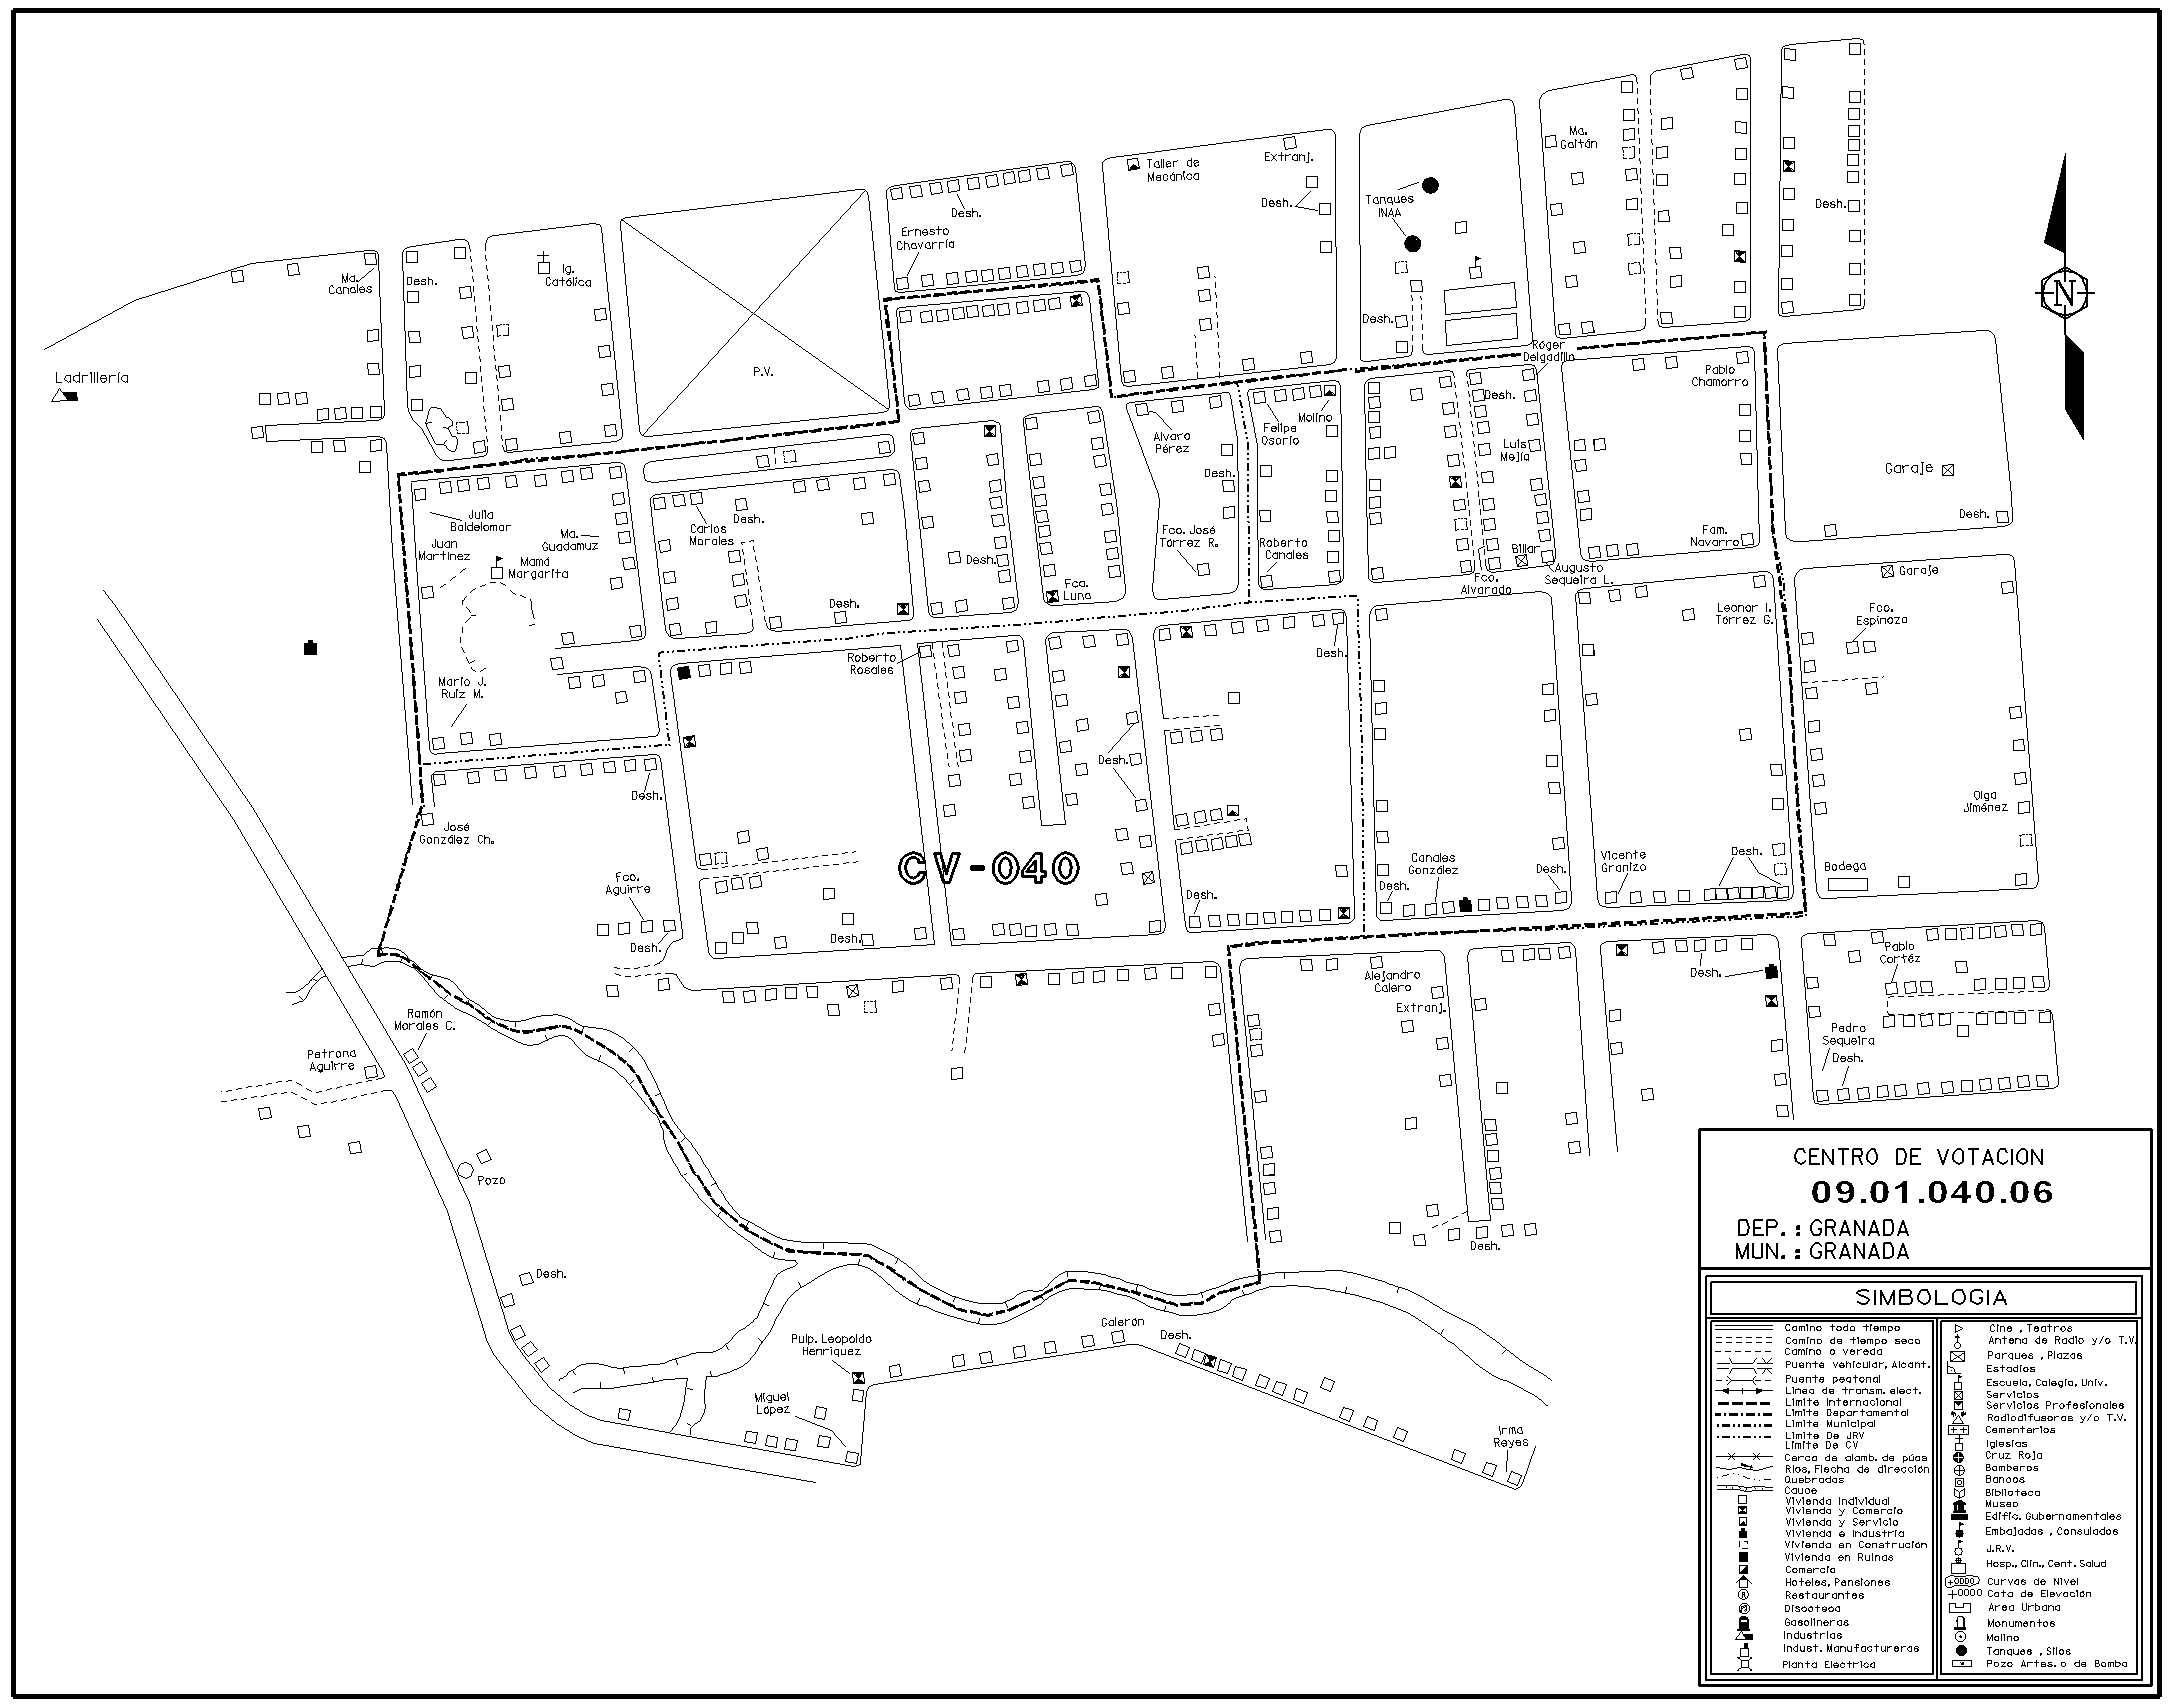 Ma.
Gaitán
Taller de
Mecánica
Extranj.
Desh.
Tanques
INAA
Desh.
Desh.
Ernesto
Chavarría
Desh.
Ma.
Canales
Desh.
Ig.
Católica
Desh.
Róger
Delgadillo
Ladrillería
P.V.
Pablo
Chamorro
Desh.
Molino
Felipe
Osorio
Alvaro
Pérez
Luis
Mejía
Garaje
Desh.
Julia
Baldelomar
Carlos
Morales
Desh.
Desh.
Juan
Martínez
Ma.
Guadamuz
Fco. José
Tórrez R.
Roberto
Canales
Fam.
Navarro
Billar
Mamá
Margarita
Desh.
Augusto
Sequeira L.
Garaje
Fca.
Luna
Fco.
Alvarado
Desh.
Leonor I.
Tórrez G.
Fco.
Espinoza
Roberto
Rosales
Desh.
Mario J.
Ruiz M.
Desh.
Desh.
José
González Ch.
Olga
Jiménez
CV-040
Fco.
Aguirre
Canales
González
Desh.
Desh.
Vicente
Granizo
Desh.
Bodega
Desh.
Desh.
Desh.
Pablo
Cortéz
Alejandro
Calero
Desh.
Extranj.
Ramón
Morales C.
Petrona
Aguirre
Pedro
Sequeira
Desh.
Pozo
Desh.
Desh.
Galerón
Desh.
Pulp. Leopoldo
Henríquez
Miguel
López
Irma
Reyes
N
CENTRO DE VOTACION
09.01.040.06
DEP. : GRANADA
MUN. : GRANADA
SIMBOLOGIA
Camino todo tiempo
Camino de tiempo seco
Camino o vereda
Puente vehicular, Alcant.
Puente peatonal
Línea de transm. elect.
Límite Internacional
Límite Departamental
Límite Municipal
Límite De JRV
Límite De CV
Cerca de alamb. de púas
Ríos, Flecha de dirección
Quebradas
Cauce
Vivienda Individual
Vivienda y Comercio
Vivienda y Servicio
Vivienda e Industria
Vivienda en Construción
Vivienda en Ruinas
Comercio
Hoteles, Pensiones
Restaurantes
Discoteca
Gasolineras
Industrias
Indust. Manufactureras
Planta Electrica
Cine , Teatros
Antena de Radio y/o T.V.
Parques , Plazas
Estadios
Escuela, Colegio, Univ.
Servicios
Servicios Profesionales
Radiodifusoras y/o T.V.
Cementerios
Iglesias
Cruz Roja
Bomberos
Bancos
Biblioteca
Museo
Edific. Gubernamentales
Embajadas , Consulados
J.R.V.
Hosp., Clin., Cent. Salud
Curvas de Nivel
+0000 Cota de Elevación
Area Urbana
Monumentos
Molino
Tanques , Silos
Pozo Artes. o de Bomba